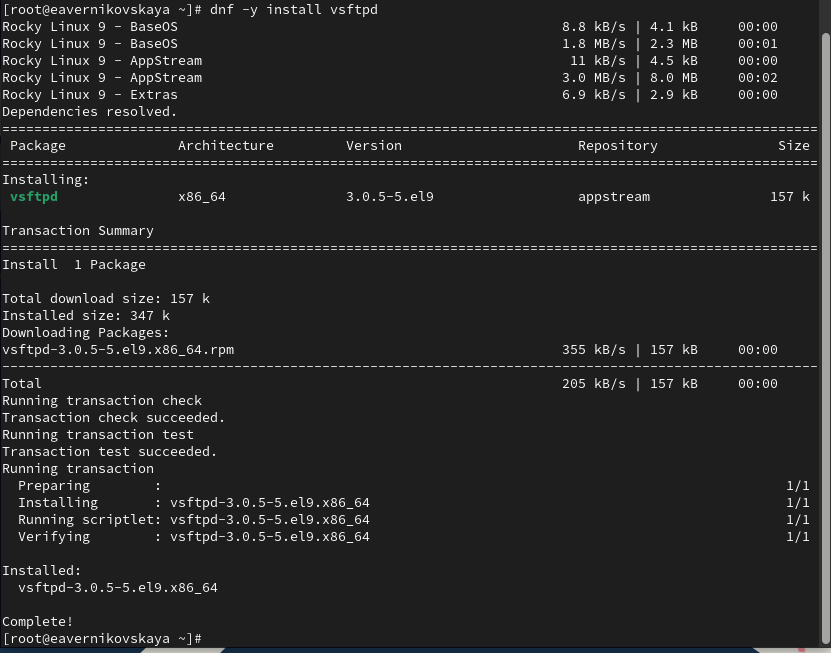 [root@eavernikovskaya ~]# dnf -y install vsftpd
Rocky Linux 9 - BaseOS                                                8.8 kB/s | 4.1 kB     00:00
Rocky Linux 9 - BaseOS                                                1.8 MB/s | 2.3 MB     00:01
Rocky Linux 9 - AppStream                                              11 kB/s | 4.5 kB     00:00
Rocky Linux 9 - AppStream                                             3.0 MB/s | 8.0 MB     00:02
Rocky Linux 9 - Extras                                                6.9 kB/s | 2.9 kB     00:00
Dependencies resolved.
======================================================================================================
 Package              Architecture         Version                      Repository               Size
======================================================================================================
Installing:
 vsftpd               x86_64               3.0.5-5.el9                  appstream               157 k

Transaction Summary
======================================================================================================
Install  1 Package

Total download size: 157 k
Installed size: 347 k
Downloading Packages:
vsftpd-3.0.5-5.el9.x86_64.rpm                                         355 kB/s | 157 kB     00:00
------------------------------------------------------------------------------------------------------
Total                                                                 205 kB/s | 157 kB     00:00
Running transaction check
Transaction check succeeded.
Running transaction test
Transaction test succeeded.
Running transaction
  Preparing        :                                                                              1/1
  Installing       : vsftpd-3.0.5-5.el9.x86_64                                                    1/1
  Running scriptlet: vsftpd-3.0.5-5.el9.x86_64                                                    1/1
  Verifying        : vsftpd-3.0.5-5.el9.x86_64                                                    1/1

Installed:
  vsftpd-3.0.5-5.el9.x86_64

Complete!
[root@eavernikovskaya ~]#